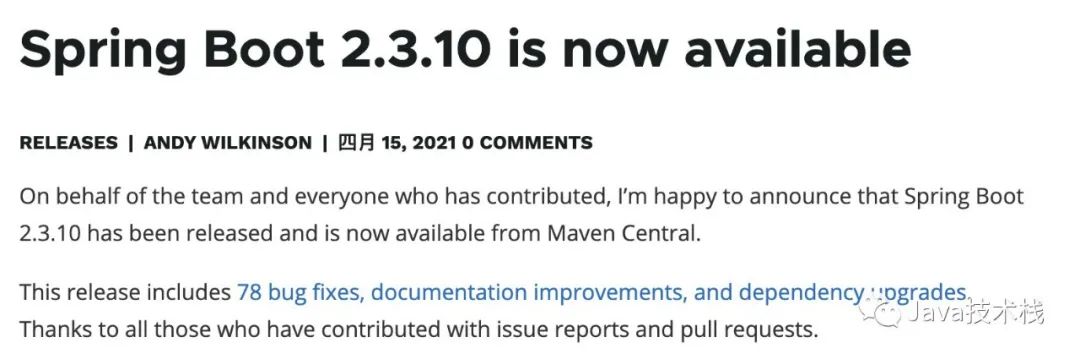 Spring Boot 2.3.10 is now available
RELEASES | ANDY WILKINSON | 四月 15, 2021 0 COMMENTS
On behalf of the team and everyone who has contributed, I’m happy to announce that Spring Boot
2.3.10 has been released and is now available from Maven Central.
This release includes 78 bug fixes, documentation improvements, and dependency upgrades.
Thanks to all those who have contributed with issue reports and pull requests.
Java技术栈